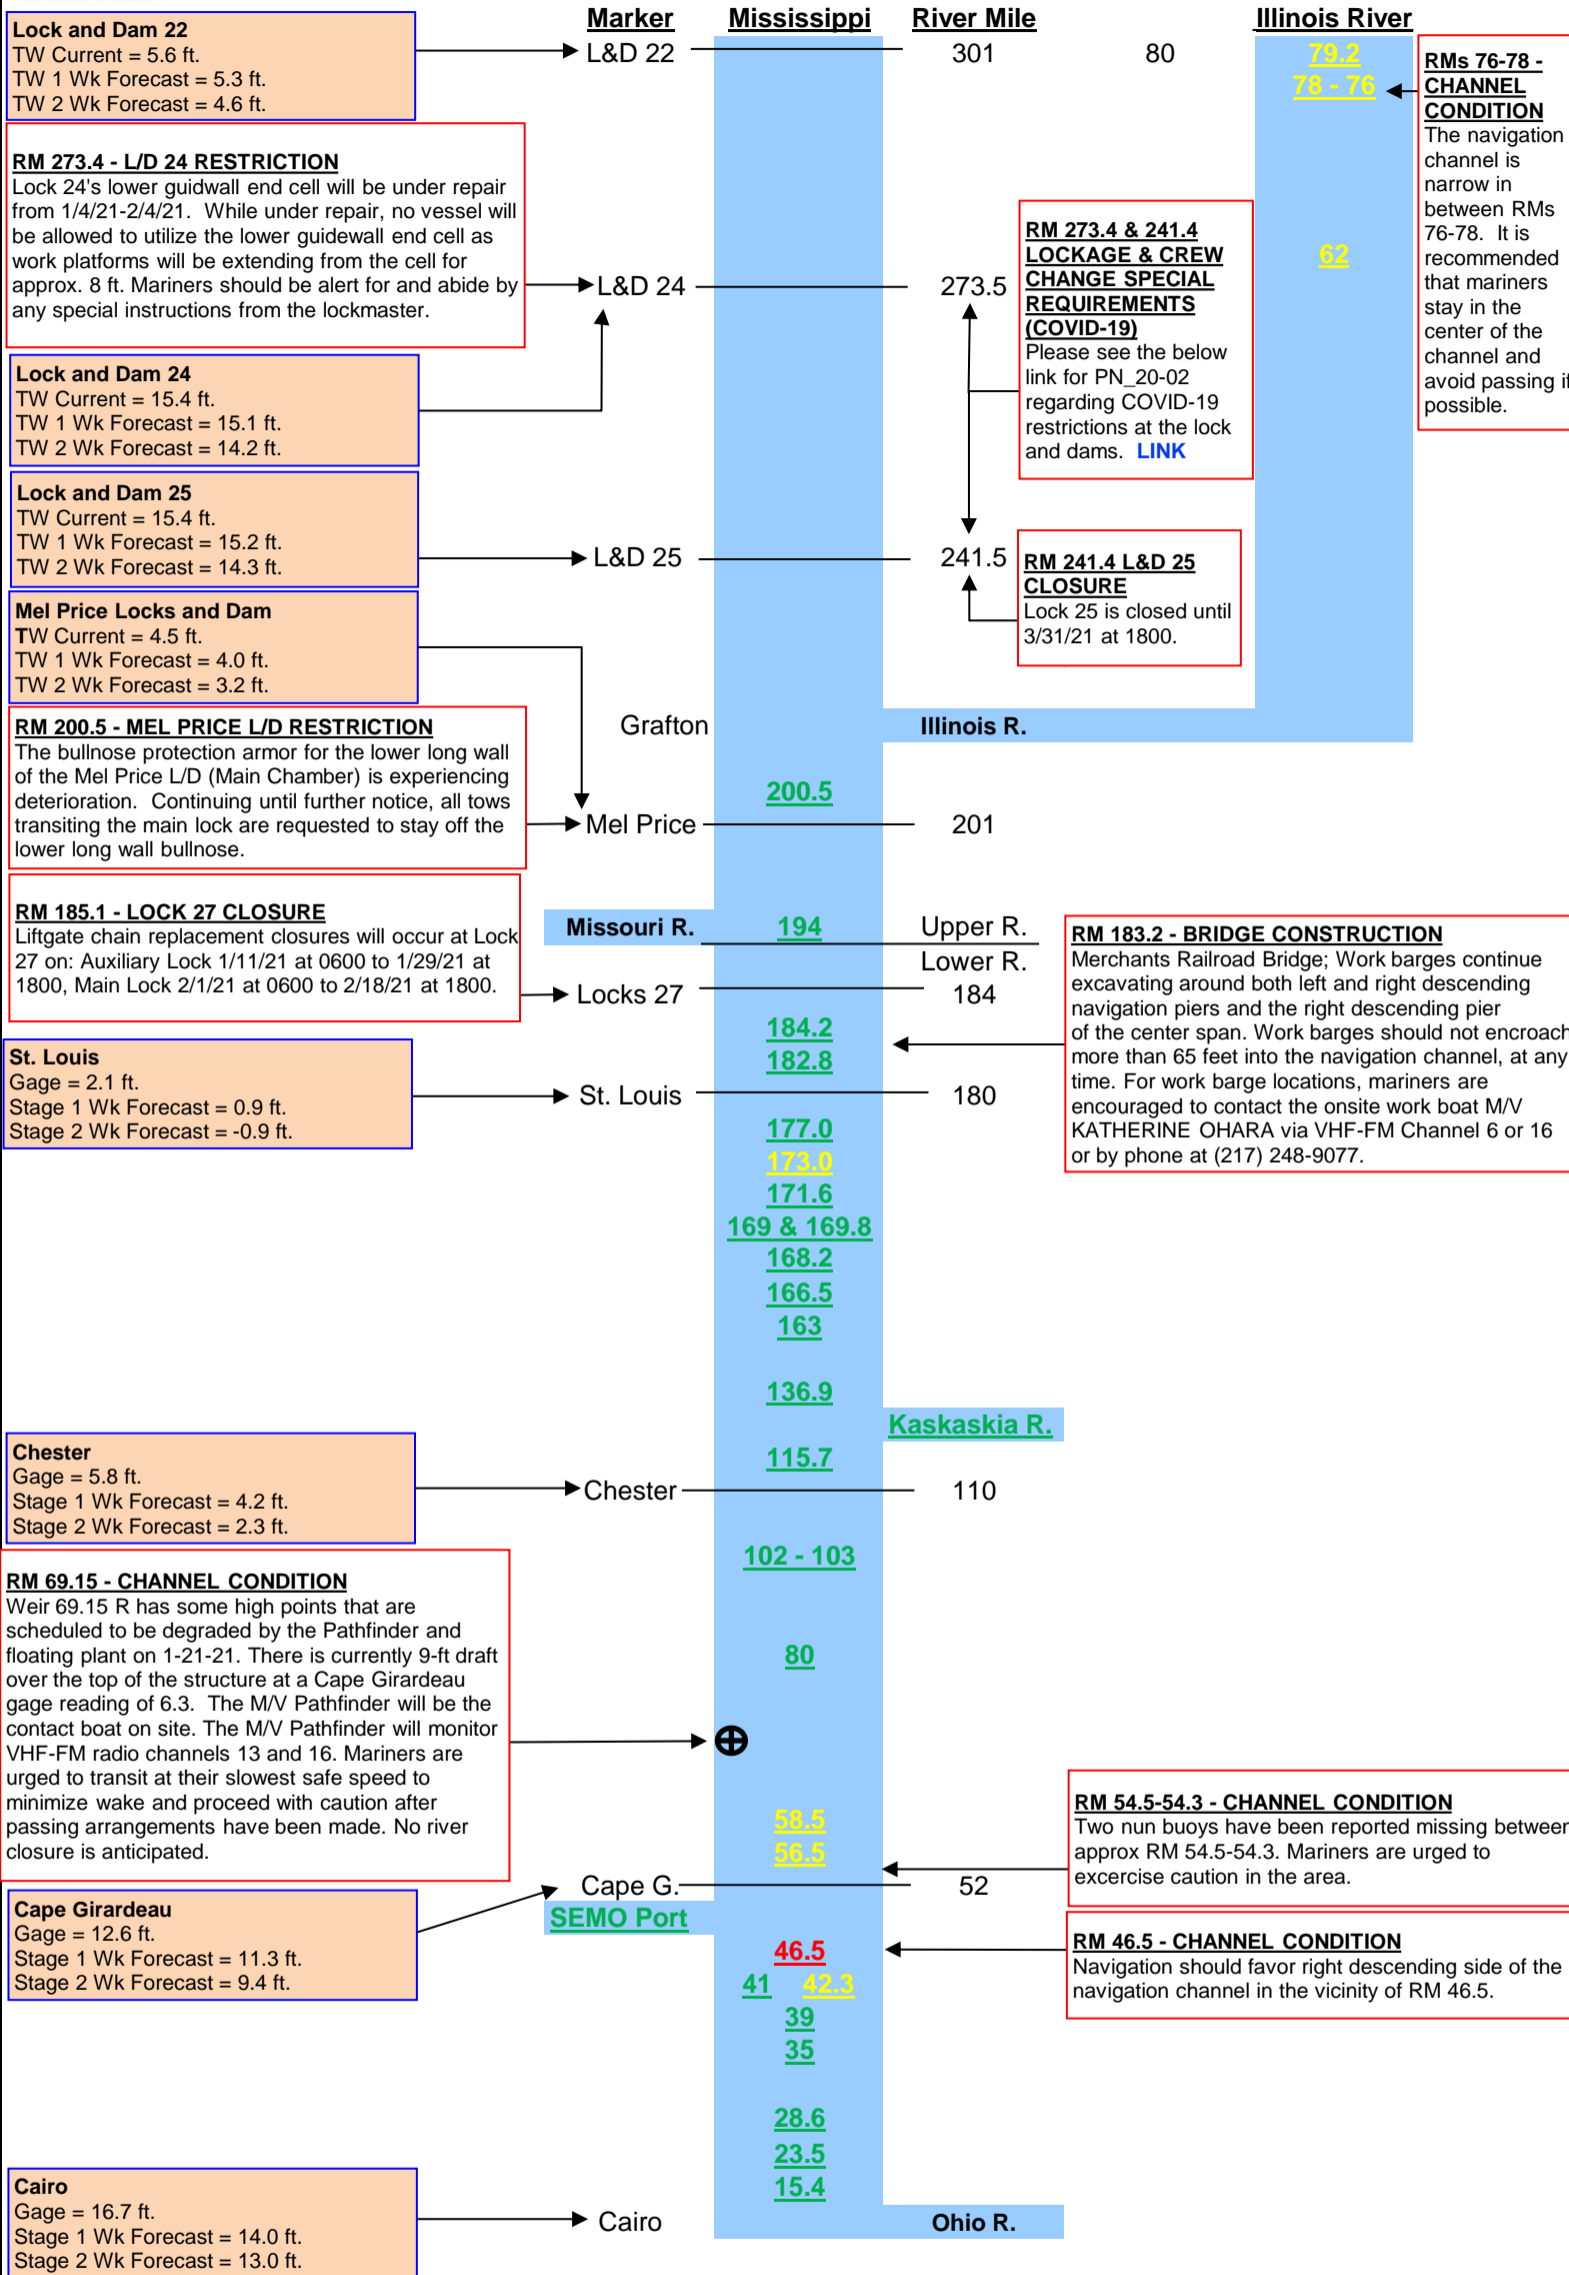 Marker Mississippi River Mile Illinois River
Lock and Dam 22
TW Current = 5.6 ft.
TW 1 Wk Forecast = 5.3 ft.
TW 2 Wk Forecast = 4.6 ft.
L&D 22 301 80 79.2
78 - 76
RMs 76-78 -
CHANNEL
CONDITION
The navigation
channel is
narrow in
between RMs
76-78. It is
recommended
that mariners
stay in the
center of the
channel and
avoid passing if
possible.
RM 273.4 - L/D 24 RESTRICTION
Lock 24's lower guidwall end cell will be under repair
from 1/4/21-2/4/21. While under repair, no vessel will
be allowed to utilize the lower guidewall end cell as
work platforms will be extending from the cell for
approx. 8 ft. Mariners should be alert for and abide by
any special instructions from the lockmaster.
62
L&D 24 273.5
RM 273.4 & 241.4
LOCKAGE & CREW
CHANGE SPECIAL
REQUIREMENTS
(COVID-19)
Please see the below
link for PN_20-02
regarding COVID-19
restrictions at the lock
and dams. LINK
Lock and Dam 24
TW Current = 15.4 ft.
TW 1 Wk Forecast = 15.1 ft.
TW 2 Wk Forecast = 14.2 ft.
Lock and Dam 25
TW Current = 15.4 ft.
TW 1 Wk Forecast = 15.2 ft.
TW 2 Wk Forecast = 14.3 ft.
L&D 25 241.5
RM 241.4 L&D 25
CLOSURE
Lock 25 is closed until
3/31/21 at 1800.
Mel Price Locks and Dam
TW Current = 4.5 ft.
TW 1 Wk Forecast = 4.0 ft.
TW 2 Wk Forecast = 3.2 ft.
Grafton Illinois R.
RM 200.5 - MEL PRICE L/D RESTRICTION
The bullnose protection armor for the lower long wall
of the Mel Price L/D (Main Chamber) is experiencing
deterioration. Continuing until further notice, all tows
transiting the main lock are requested to stay off the
lower long wall bullnose.
200.5
Mel Price 201
RM 185.1 - LOCK 27 CLOSURE
Liftgate chain replacement closures will occur at Lock
27 on: Auxiliary Lock 1/11/21 at 0600 to 1/29/21 at
1800, Main Lock 2/1/21 at 0600 to 2/18/21 at 1800.
Missouri R. 194 Upper R.
Lower R.
Locks 27 184
RM 183.2 - BRIDGE CONSTRUCTION
Merchants Railroad Bridge; Work barges continue
excavating around both left and right descending
navigation piers and the right descending pier
of the center span. Work barges should not encroach
more than 65 feet into the navigation channel, at any
time. For work barge locations, mariners are
encouraged to contact the onsite work boat M/V
KATHERINE OHARA via VHF-FM Channel 6 or 16
or by phone at (217) 248-9077.
184.2
182.8
St. Louis
Gage = 2.1 ft.
Stage 1 Wk Forecast = 0.9 ft.
Stage 2 Wk Forecast = -0.9 ft.
St. Louis 180
177.0
173.0
171.6
169 & 169.8
168.2
166.5
163
136.9
Kaskaskia R.
115.7
Chester
Gage = 5.8 ft.
Stage 1 Wk Forecast = 4.2 ft.
Stage 2 Wk Forecast = 2.3 ft.
Chester 110
102 - 103
RM 69.15 - CHANNEL CONDITION
Weir 69.15 R has some high points that are
scheduled to be degraded by the Pathfinder and
floating plant on 1-21-21. There is currently 9-ft draft
over the top of the structure at a Cape Girardeau
gage reading of 6.3. The M/V Pathfinder will be the
contact boat on site. The M/V Pathfinder will monitor
VHF-FM radio channels 13 and 16. Mariners are
urged to transit at their slowest safe speed to
minimize wake and proceed with caution after
passing arrangements have been made. No river
closure is anticipated.
80
58.5
56.5
RM 54.5-54.3 - CHANNEL CONDITION
Two nun buoys have been reported missing between
approx RM 54.5-54.3. Mariners are urged to
excercise caution in the area.
Cape G. 52
SEMO Port
Cape Girardeau
Gage = 12.6 ft.
Stage 1 Wk Forecast = 11.3 ft.
Stage 2 Wk Forecast = 9.4 ft.
46.5
RM 46.5 - CHANNEL CONDITION
Navigation should favor right descending side of the
navigation channel in the vicinity of RM 46.5.
41 42.3
39
35
28.6
23.5
15.4
Cairo
Gage = 16.7 ft.
Stage 1 Wk Forecast = 14.0 ft.
Stage 2 Wk Forecast = 13.0 ft.
Cairo Ohio R.